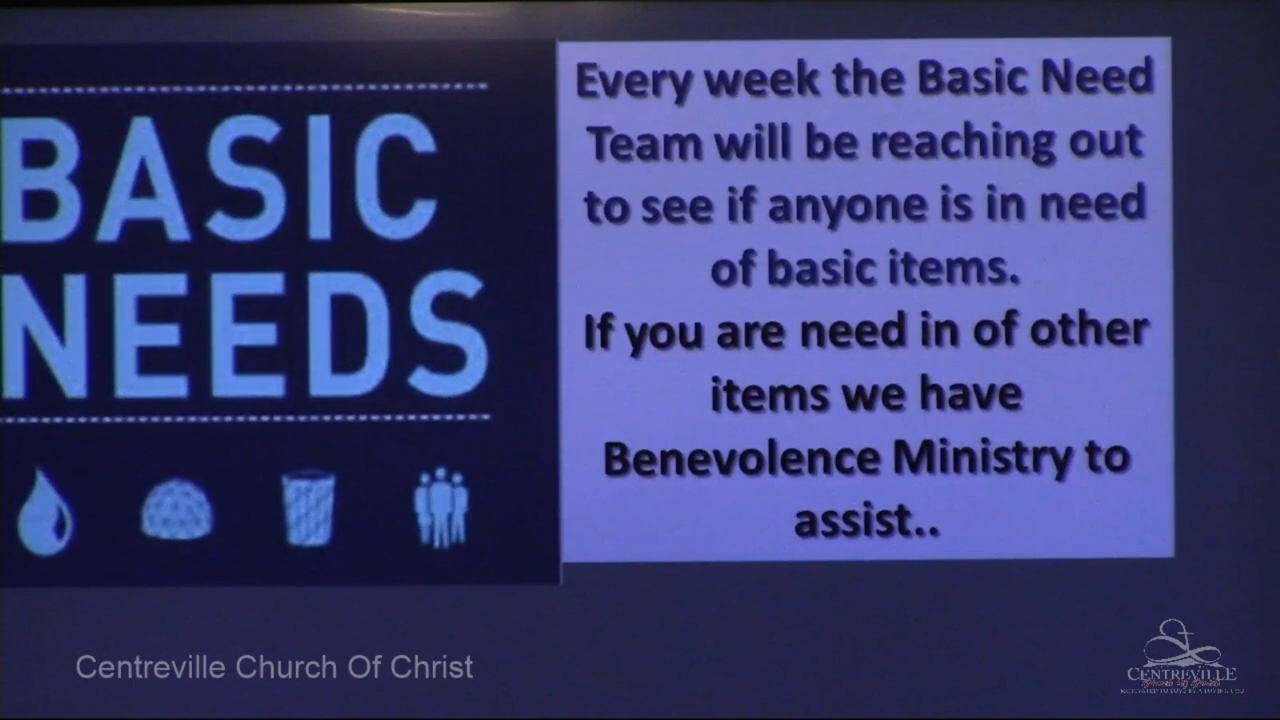 BASIC
NEEDS
Every week the Basic Need
Team will be reaching out
to see if anyone is in need
of basic items.
If you are need in of other
items we have
Benevolence Ministry to
assist..
Centreville Church Of Christ
CENTREVILLE